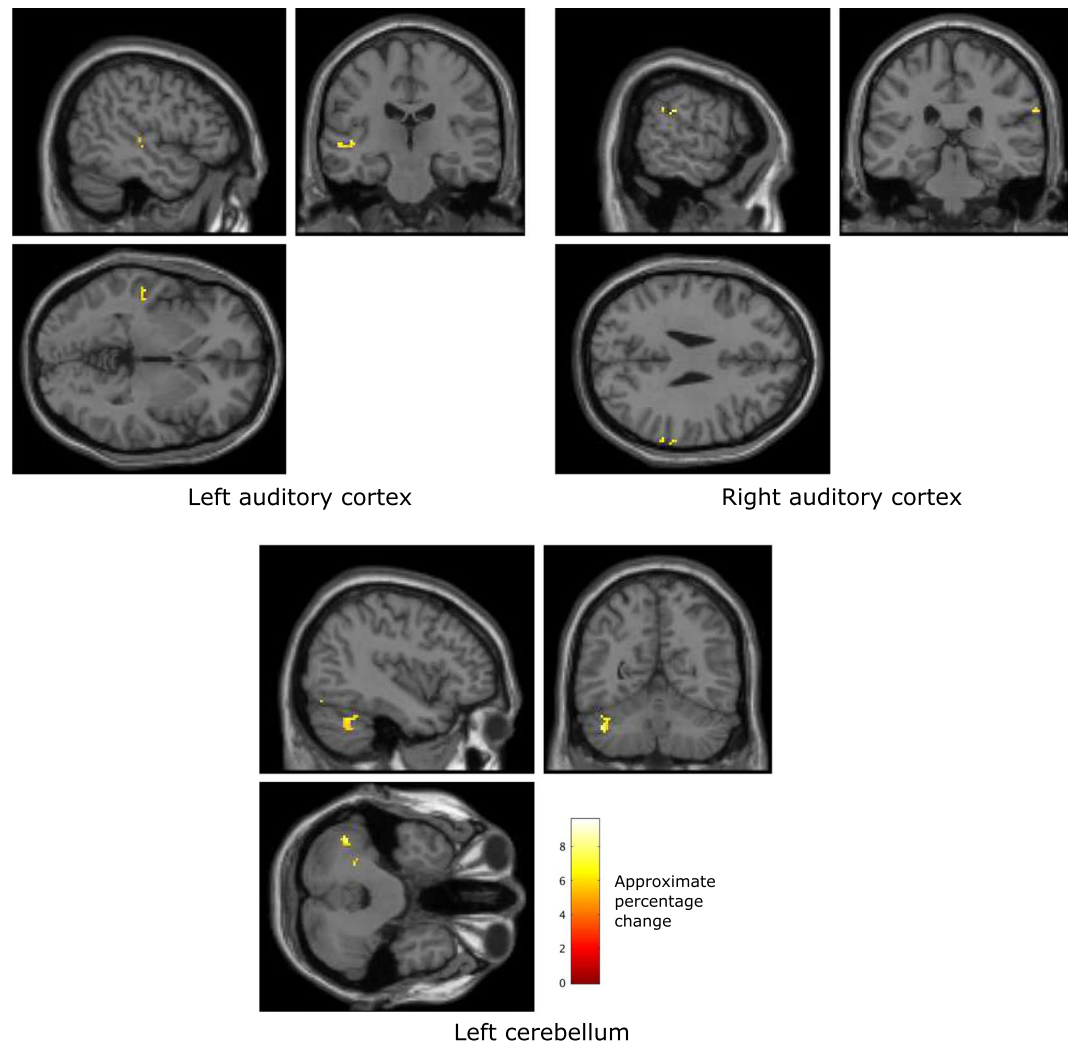 Left auditory cortex
Right auditory cortex
8
6
4
2
0
Approximate
percentage
change
Left cerebellum